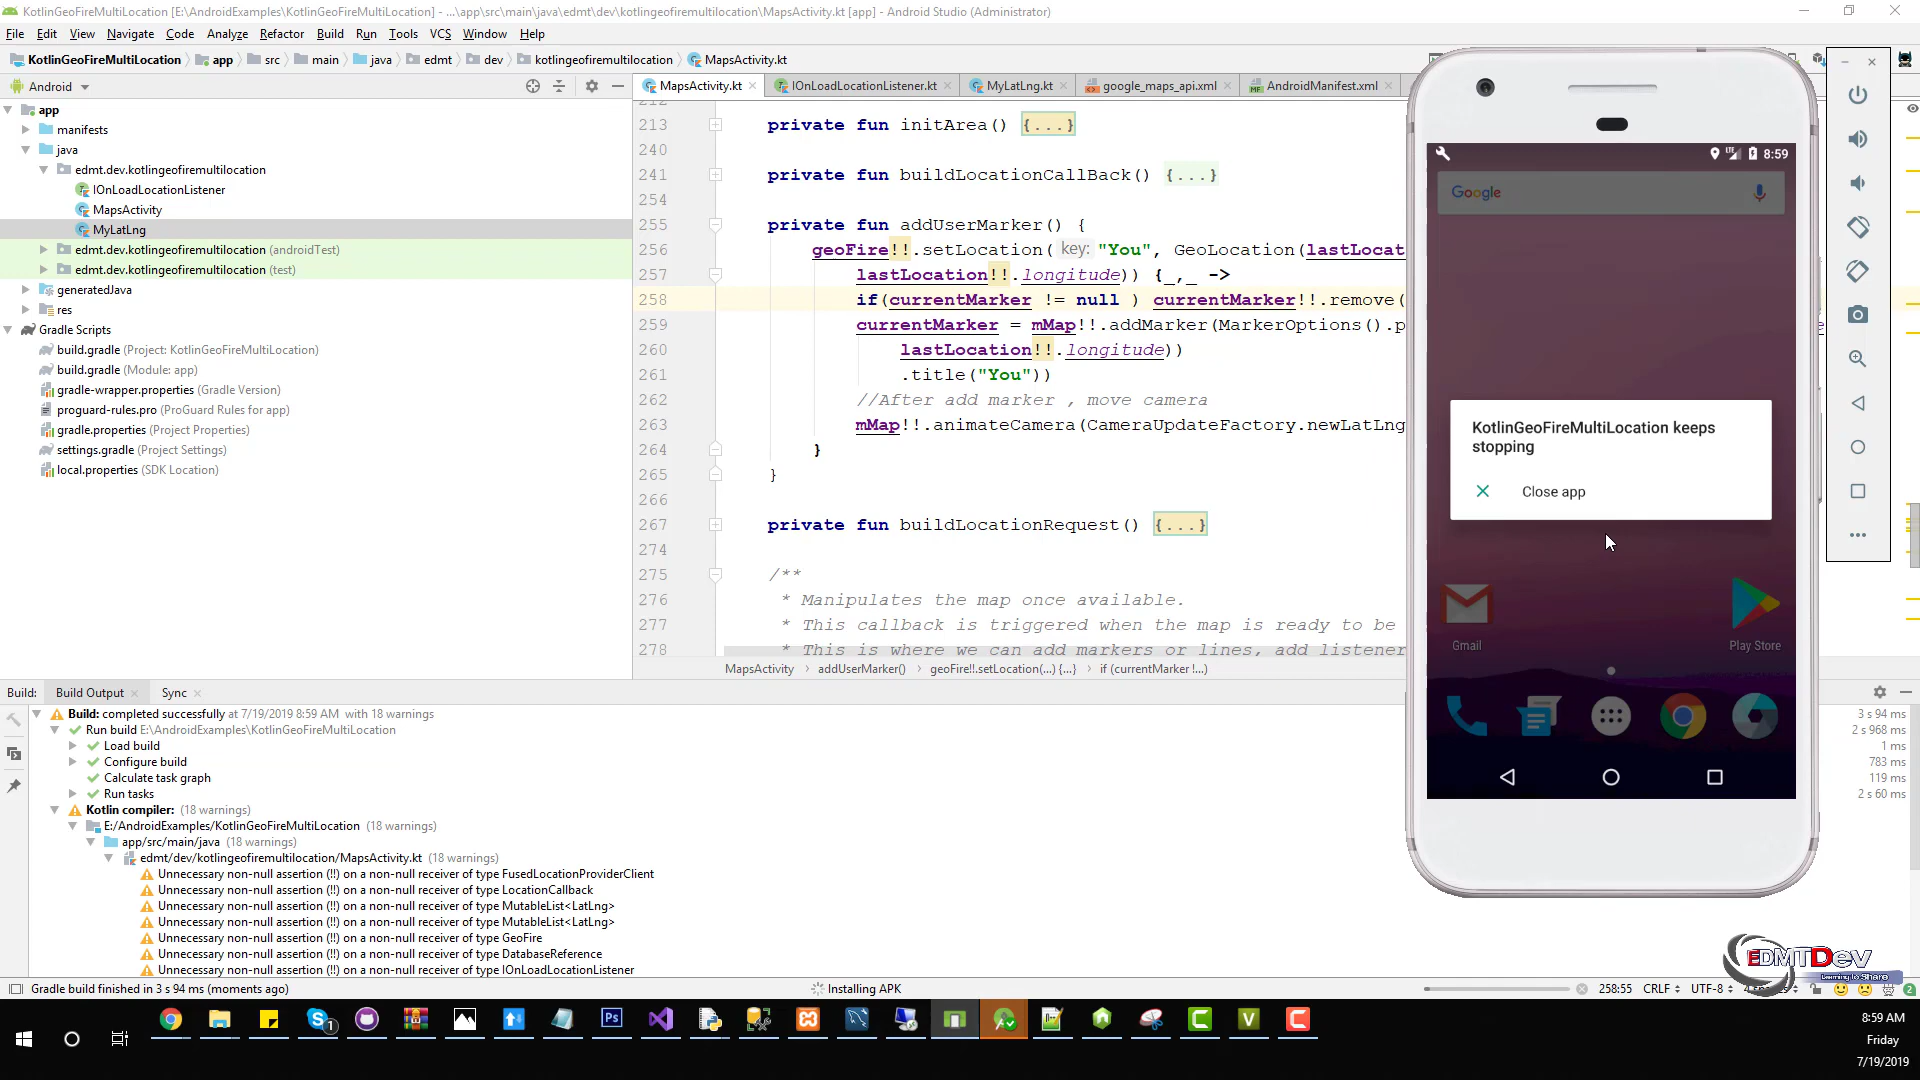 KotlinGeoFireMultiLocation [E:\AndroidExamples\KotlinGeoFireMultiLocation] - ...\app\src\main\java\edmt\dev\kotlingeofiremultilocation\MapsActivity.kt [app] - Android Studio (Administrator)
File Edit View Navigate Code Analyze Refactor Build Run Tools VCS Window Help
KotlinGeoFireMultiLocation app src main java edmt dev kotlingeofiremultilocation MapsActivity.kt
Android
MapsActivity.kt IOnLoadLocationListener.kt MyLatLng.kt google_maps_api.xml AndroidManifest.xml
app
manifests
java
edmt.dev.kotlingeofiremultilocation
IOnLoadLocationListener
MapsActivity
MyLatLng
edmt.dev.kotlingeofiremultilocation (androidTest)
edmt.dev.kotlingeofiremultilocation (test)
generatedJava
res
Gradle Scripts
build.gradle (Project: KotlinGeoFireMultiLocation)
build.gradle (Module: app)
gradle-wrapper.properties (Gradle Version)
proguard-rules.pro (ProGuard Rules for app)
gradle.properties (Project Properties)
settings.gradle (Project Settings)
local.properties (SDK Location)
213 private fun initArea() {...}
240
241 private fun buildLocationCallBack() {...}
254
255 private fun addUserMarker() {
256 geoFire!!.setLocation( key: "You", GeoLocation(lastLocat
257 lastLocation!!.longitude)) {_,_ ->
258 if(currentMarker != null ) currentMarker!!.remove(
259 currentMarker = mMap!!.addMarker(MarkerOptions().p
260 lastLocation!!.longitude))
261 .title("You"))
262 //After add marker , move camera
263 mMap!!.animateCamera(CameraUpdateFactory.newLatLng
264 }
265 }
266
267 private fun buildLocationRequest() {...}
274
275 /**
276 * Manipulates the map once available.
277 * This callback is triggered when the map is ready to be
278 * This is where we can add markers or lines, add listener
MapsActivity addUserMarker() geoFire!!.setLocation(...) {...} if (currentMarker !...)
8:59
Google
KotlinGeoFireMultiLocation keeps
stopping
Close app
Gmail
Play Store
Build: Build Output Sync
Build: completed successfully at 7/19/2019 8:59 AM with 18 warnings 3 s 94 ms
Run build E:\AndroidExamples\KotlinGeoFireMultiLocation 2 s 968 ms
Load build 1 ms
Configure build 783 ms
Calculate task graph 119 ms
Run tasks 2 s 60 ms
Kotlin compiler: (18 warnings)
E:/AndroidExamples/KotlinGeoFireMultiLocation (18 warnings)
app/src/main/java (18 warnings)
edmt/dev/kotlingeofiremultilocation/MapsActivity.kt (18 warnings)
Unnecessary non-null assertion (!!) on a non-null receiver of type FusedLocationProviderClient
Unnecessary non-null assertion (!!) on a non-null receiver of type LocationCallback
Unnecessary non-null assertion (!!) on a non-null receiver of type MutableList<LatLng>
Unnecessary non-null assertion (!!) on a non-null receiver of type MutableList<LatLng>
Unnecessary non-null assertion (!!) on a non-null receiver of type GeoFire
Unnecessary non-null assertion (!!) on a non-null receiver of type DatabaseReference
Unnecessary non-null assertion (!!) on a non-null receiver of type IOnLoadLocationListener
EDMTDev
Learning to Share
Gradle build finished in 3 s 94 ms (moments ago) Installing APK 258:55 CRLF UTF-8
8:59 AM
Friday
7/19/2019